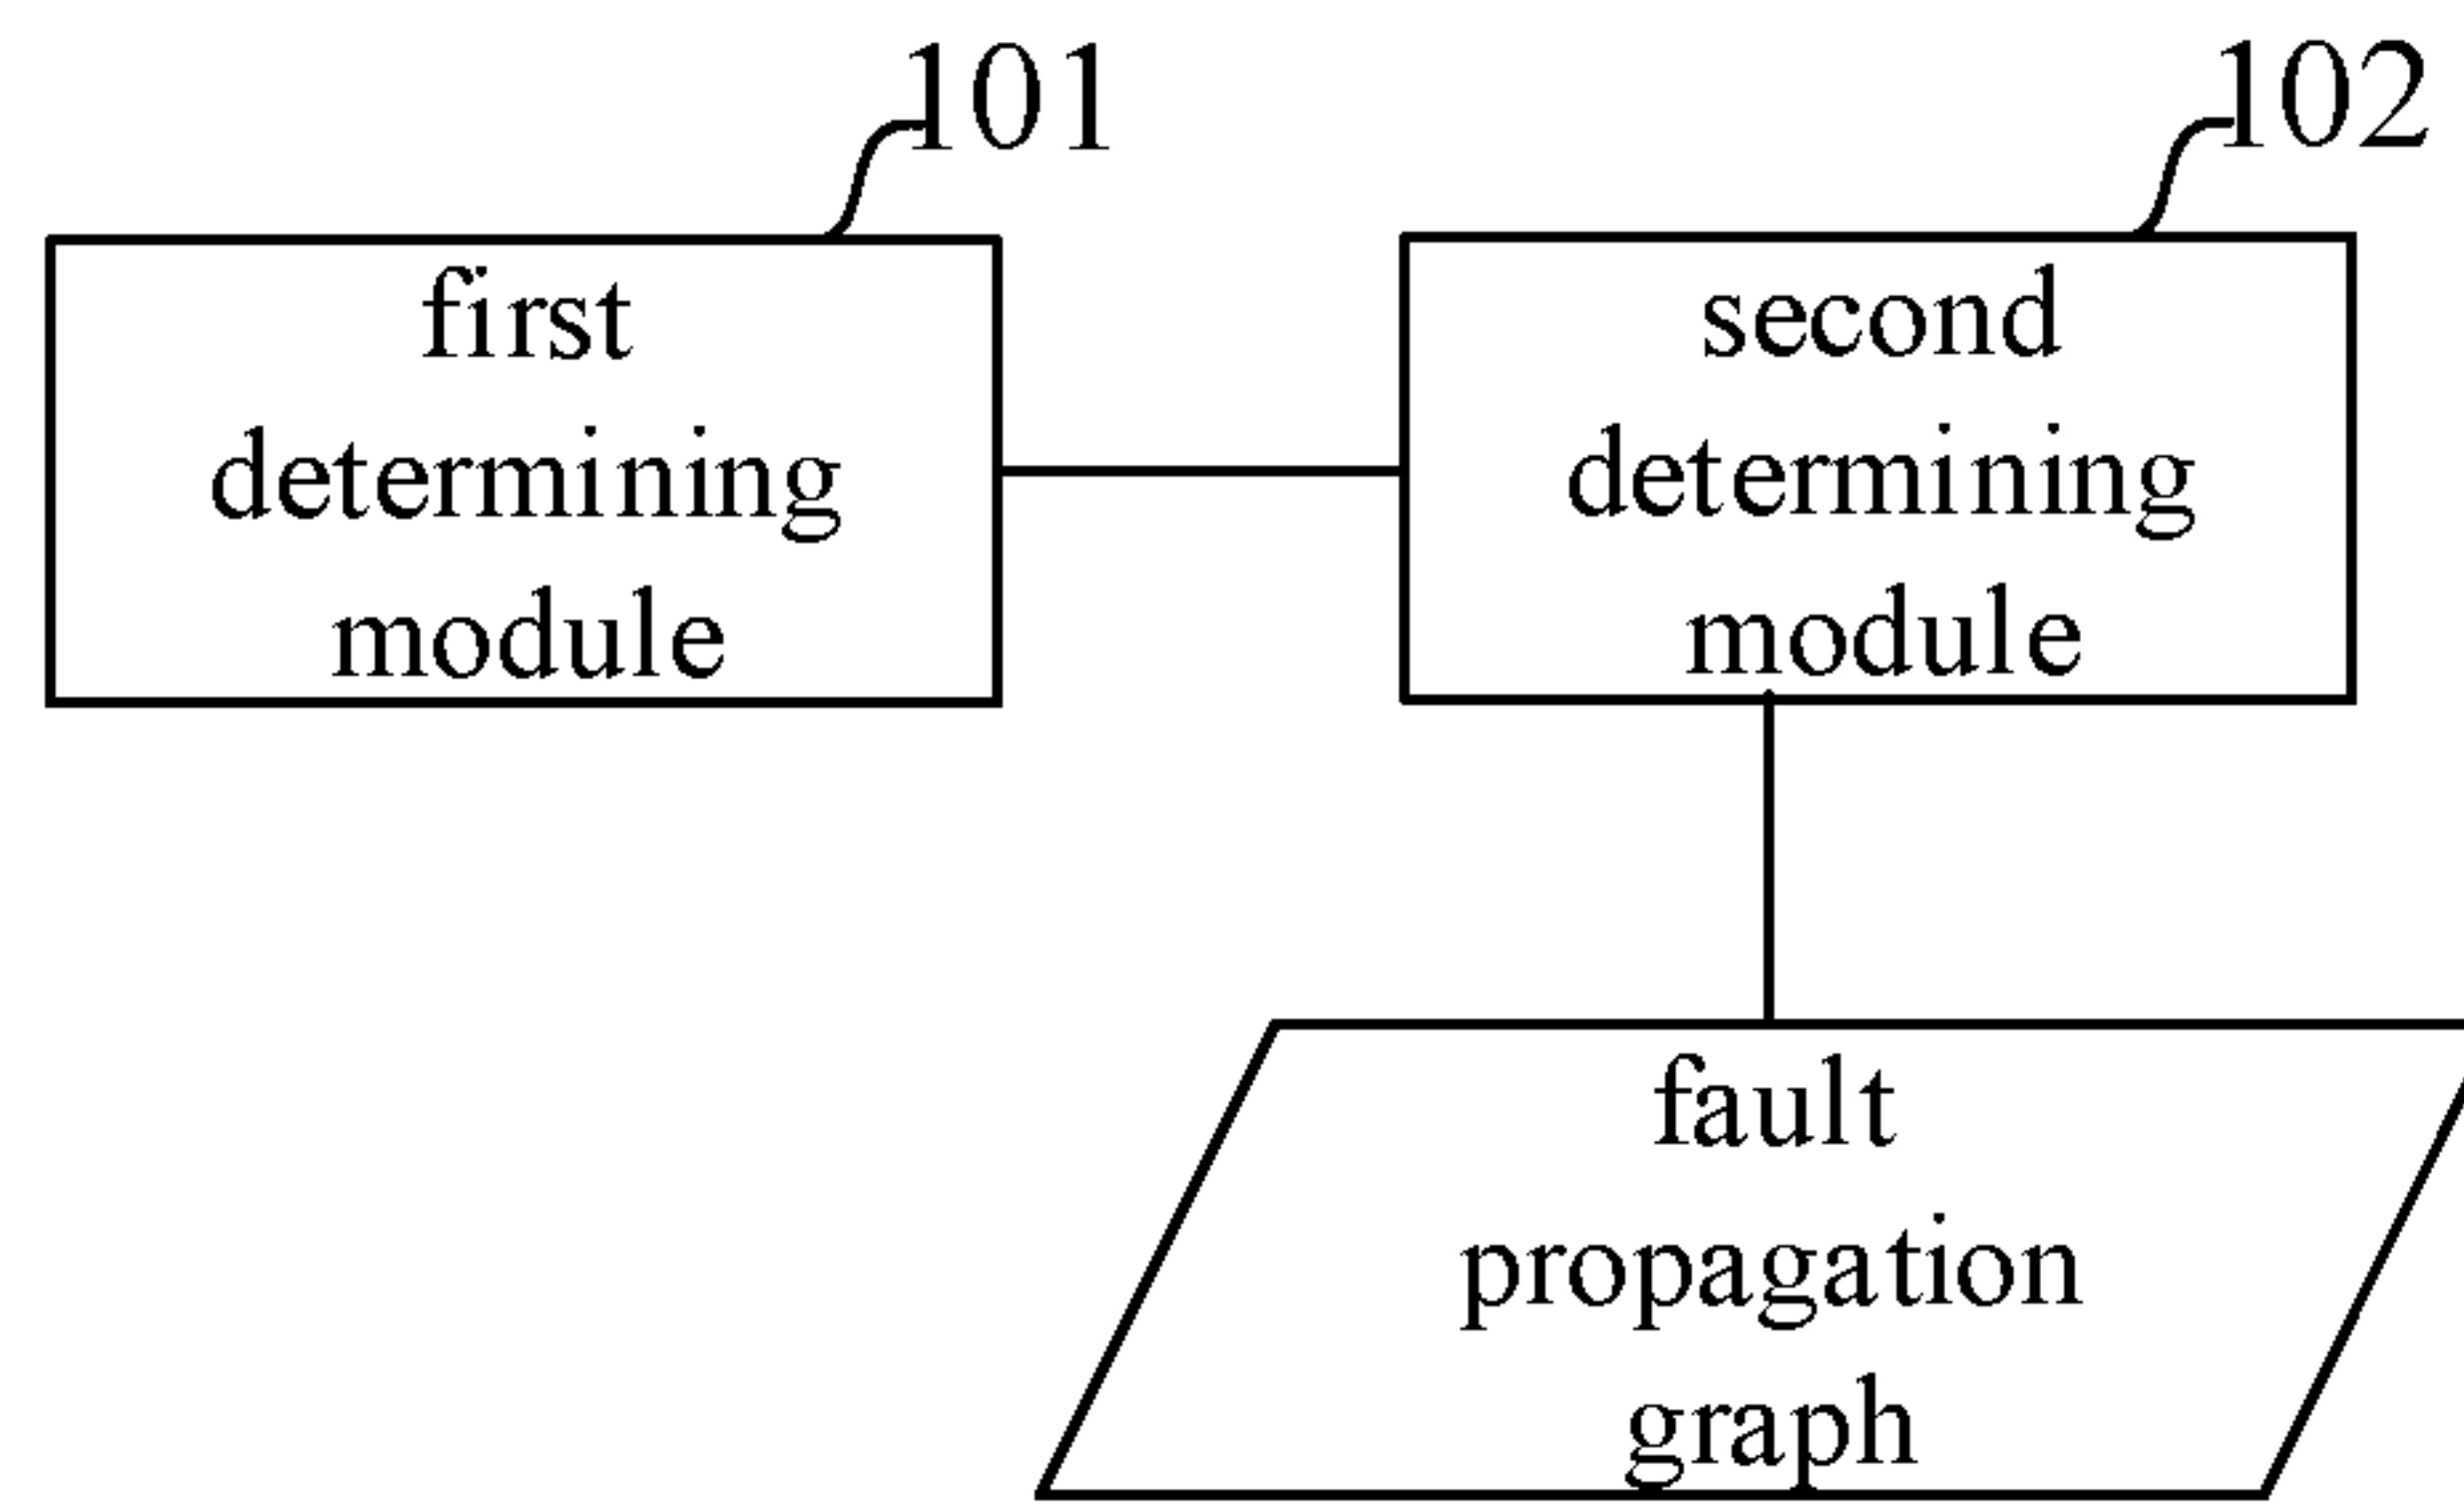 101
102
first
determining
module
second
determining
module
fault
propagation
graph